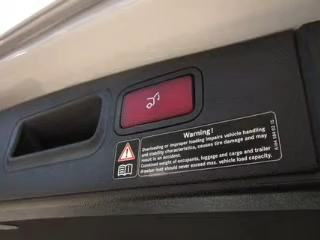 Warning!
Overloading or improper loading impairs vehicle handling
and stability characteristics, causes tire damage and may
result in an accident.
Combined weight of occupants, luggage and cargo and trailer
drawbar load should never exceed max. vehicle load capacity.